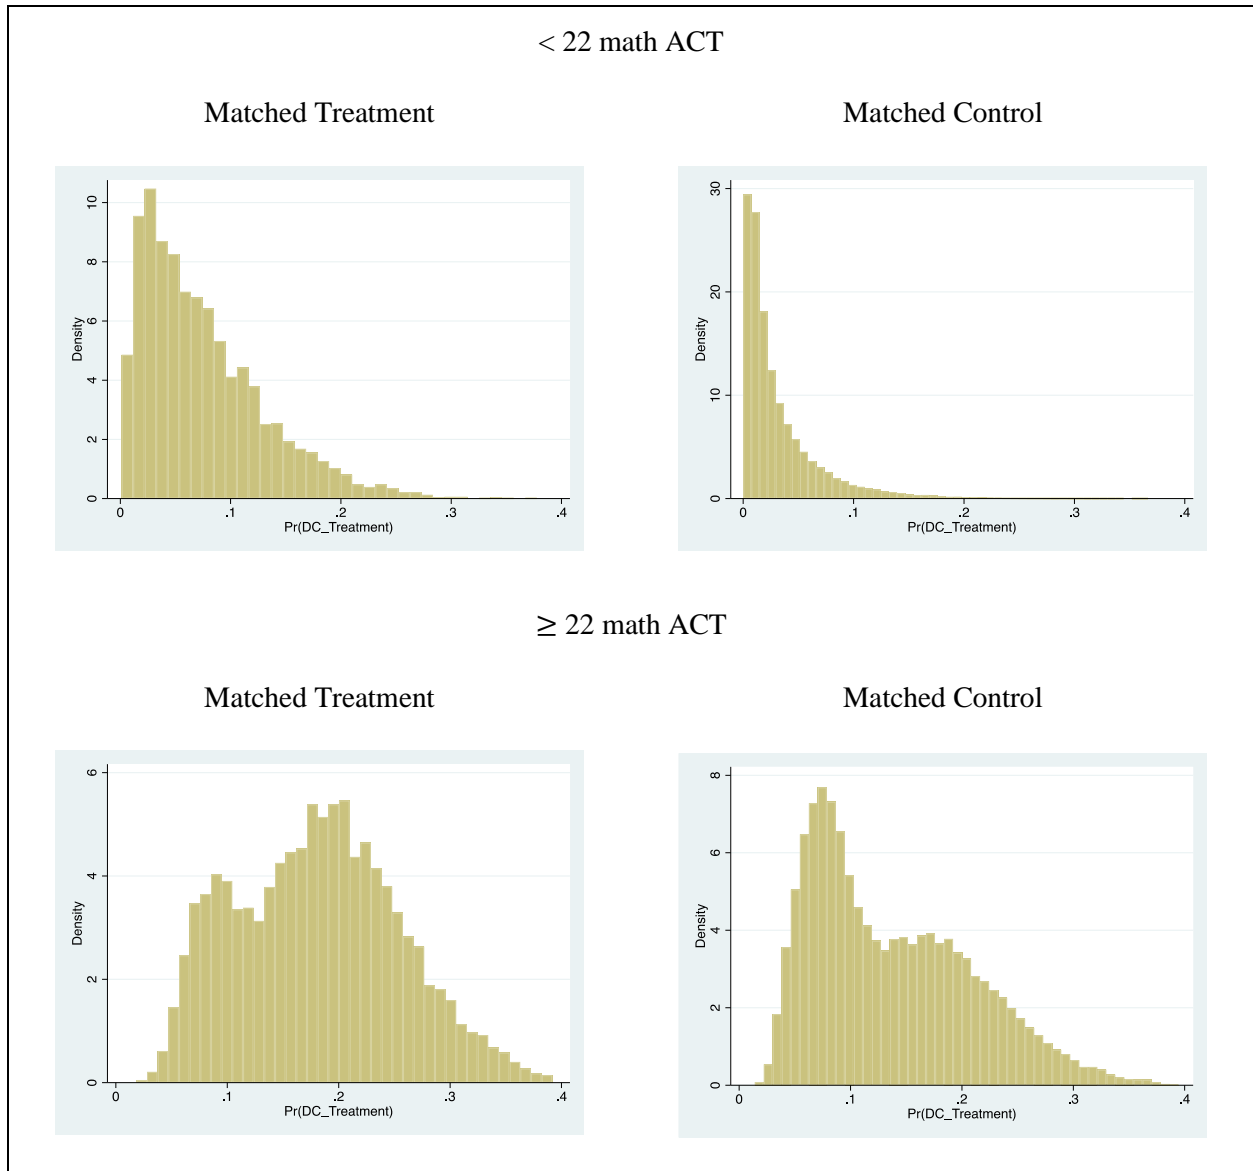 < 22 math ACT
Matched Treatment
Matched Control
Density
0 2 4 6 8 10
0 .1 .2 .3 .4
Pr(DC_Treatment)
Density
0 10 20 30
0 .1 .2 .3 .4
Pr(DC_Treatment)
≥ 22 math ACT
Matched Treatment
Matched Control
Density
0 2 4 6
0 .1 .2 .3 .4
Pr(DC_Treatment)
Density
0 2 4 6 8
0 .1 .2 .3 .4
Pr(DC_Treatment)